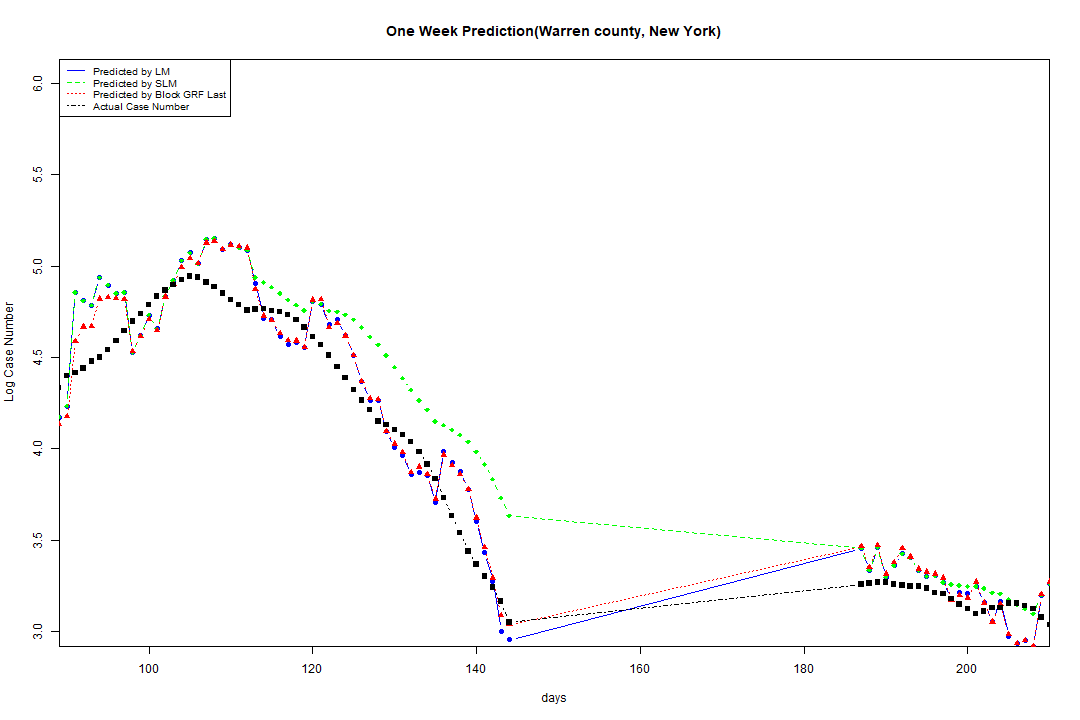 One Week Prediction(Warren county, New York)
Predicted by LM
Predicted by SLM
Predicted by Block GRF Last
Actual Case Number
6.0
5.5
5.0
4.5
4.0
3.5
3.0
Log Case Number
100 120 140 160 180 200
days